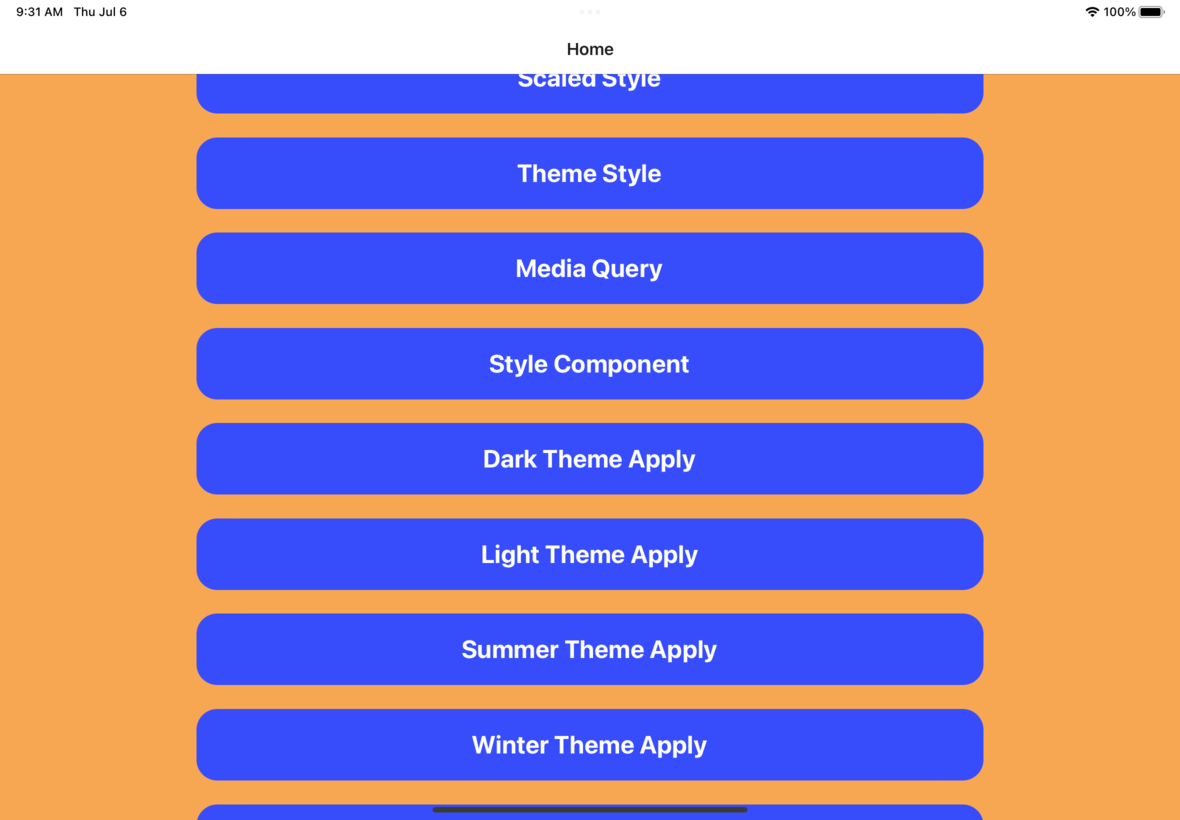 9:31 AM Thu Jul 6
100%
Home
Scaled Style
Theme Style
Media Query
Style Component
Dark Theme Apply
Light Theme Apply
Summer Theme Apply
Winter Theme Apply